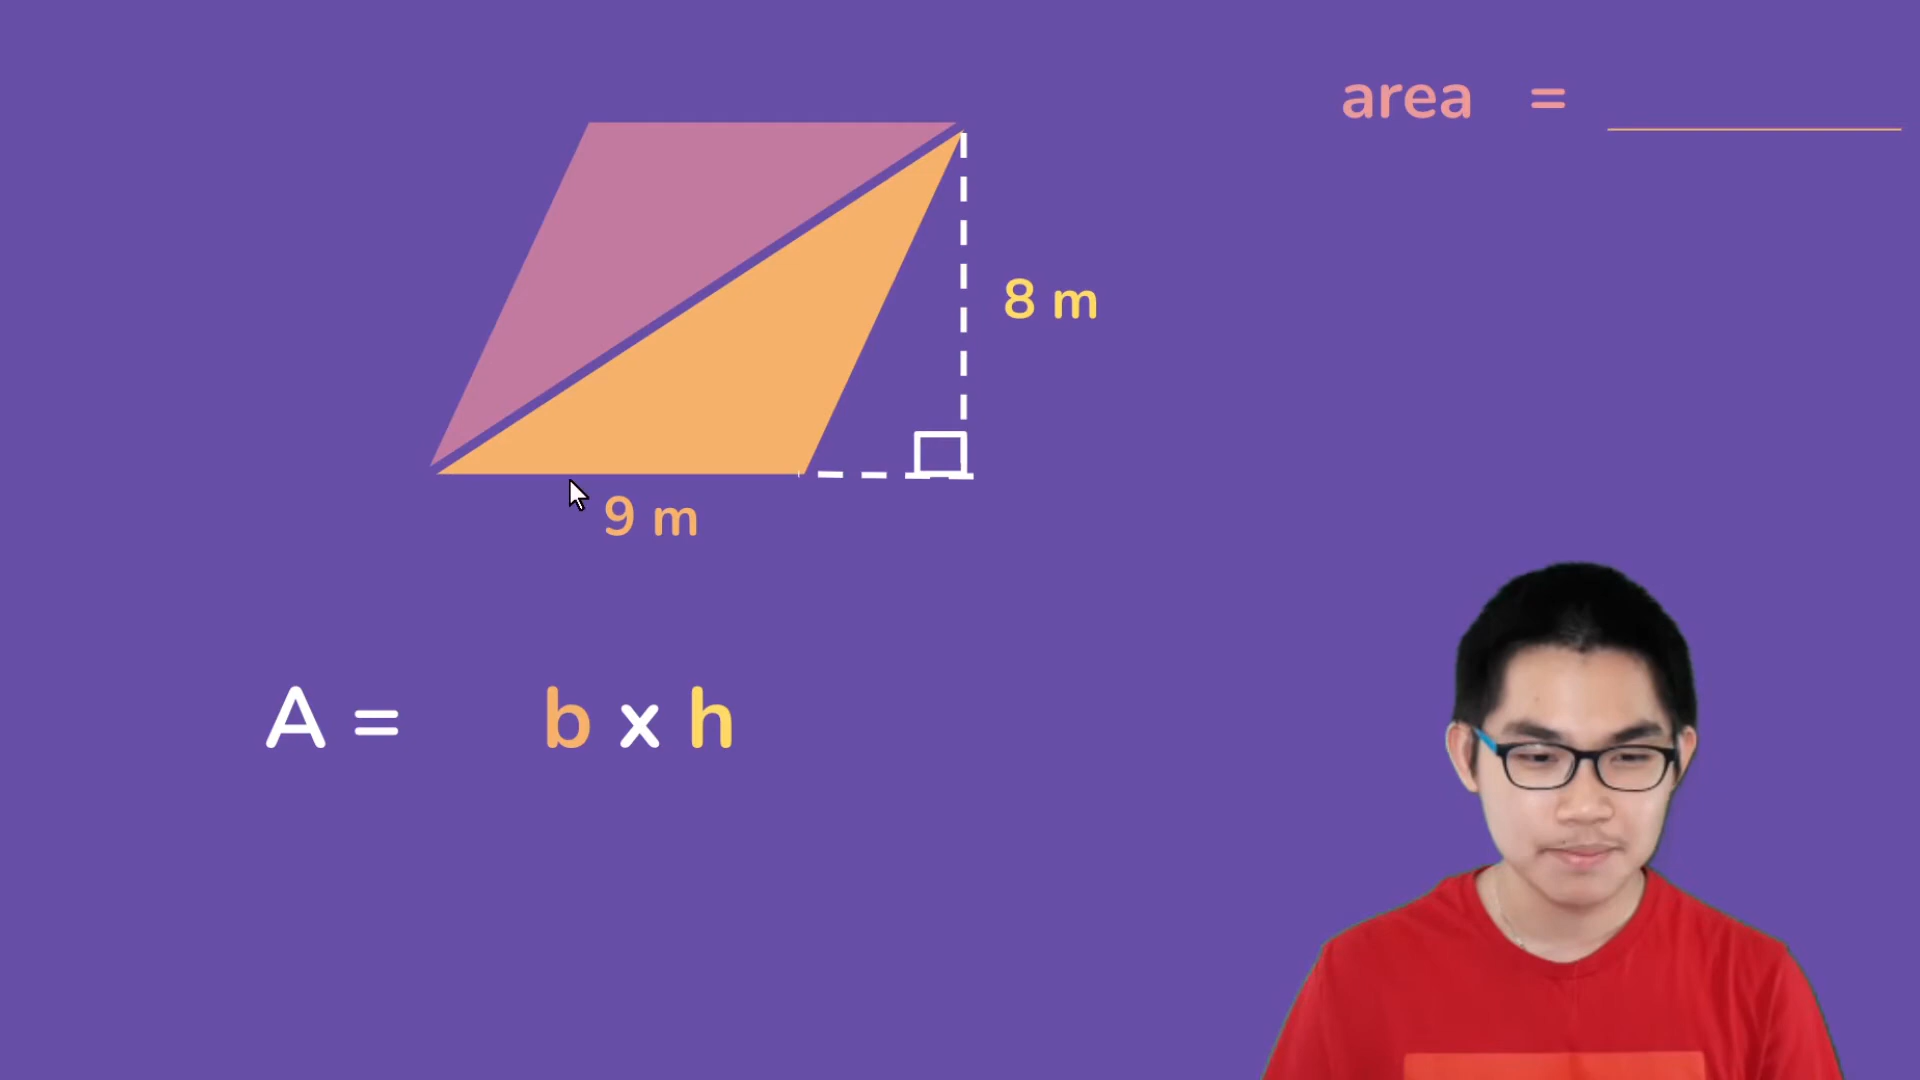 area = 
8 m
9 m
A = b x h